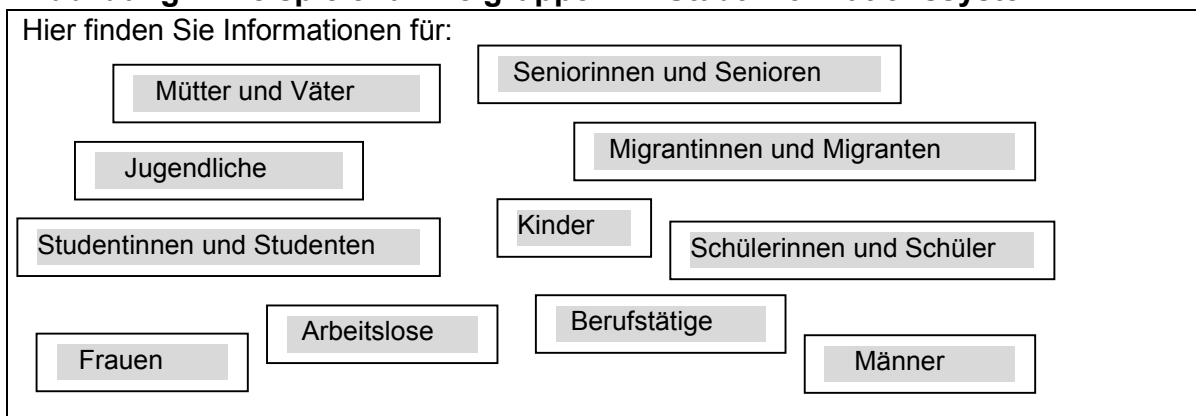 Hier finden Sie Informationen für:
Mütter und Väter
Seniorinnen und Senioren
Jugendliche
Migrantinnen und Migranten
Studentinnen und Studenten
Kinder
Schülerinnen und Schüler
Arbeitslose
Berufstätige
Frauen
Männer